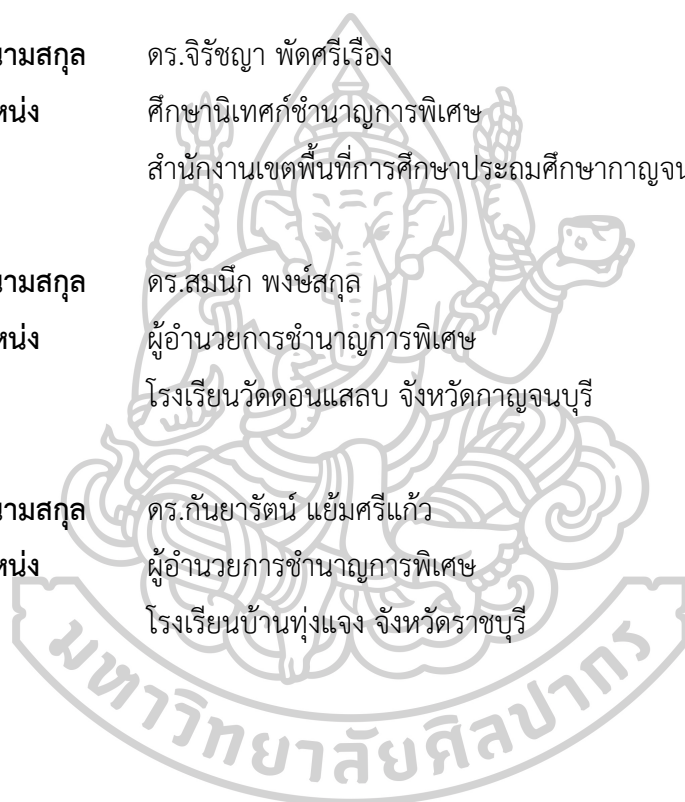 นามสกุล ดร.จิรัชญา พัดศรีเรือง
หน่ง ศึกษานิเทศก์ชำนาญการพิเศษ
สำนักงานเขตพื้นที่การศึกษาประถมศึกษากาญจน
นามสกุล ดร.สมนึก พงษ์สกุล
หน่ง ผู้อำนวยการชำนาญการพิเศษ
โรงเรียนวัดดอนแสลบ จังหวัดกาญจนบุรี
นามสกุล ดร.กันยารัตน์ แย้มศรีแก้ว
หน่ง ผู้อำนวยการชำนาญการพิเศษ
โรงเรียนบ้านทุ่งแจง จังหวัดราชบุรี
มหาวิทยาลัยศิลปากร